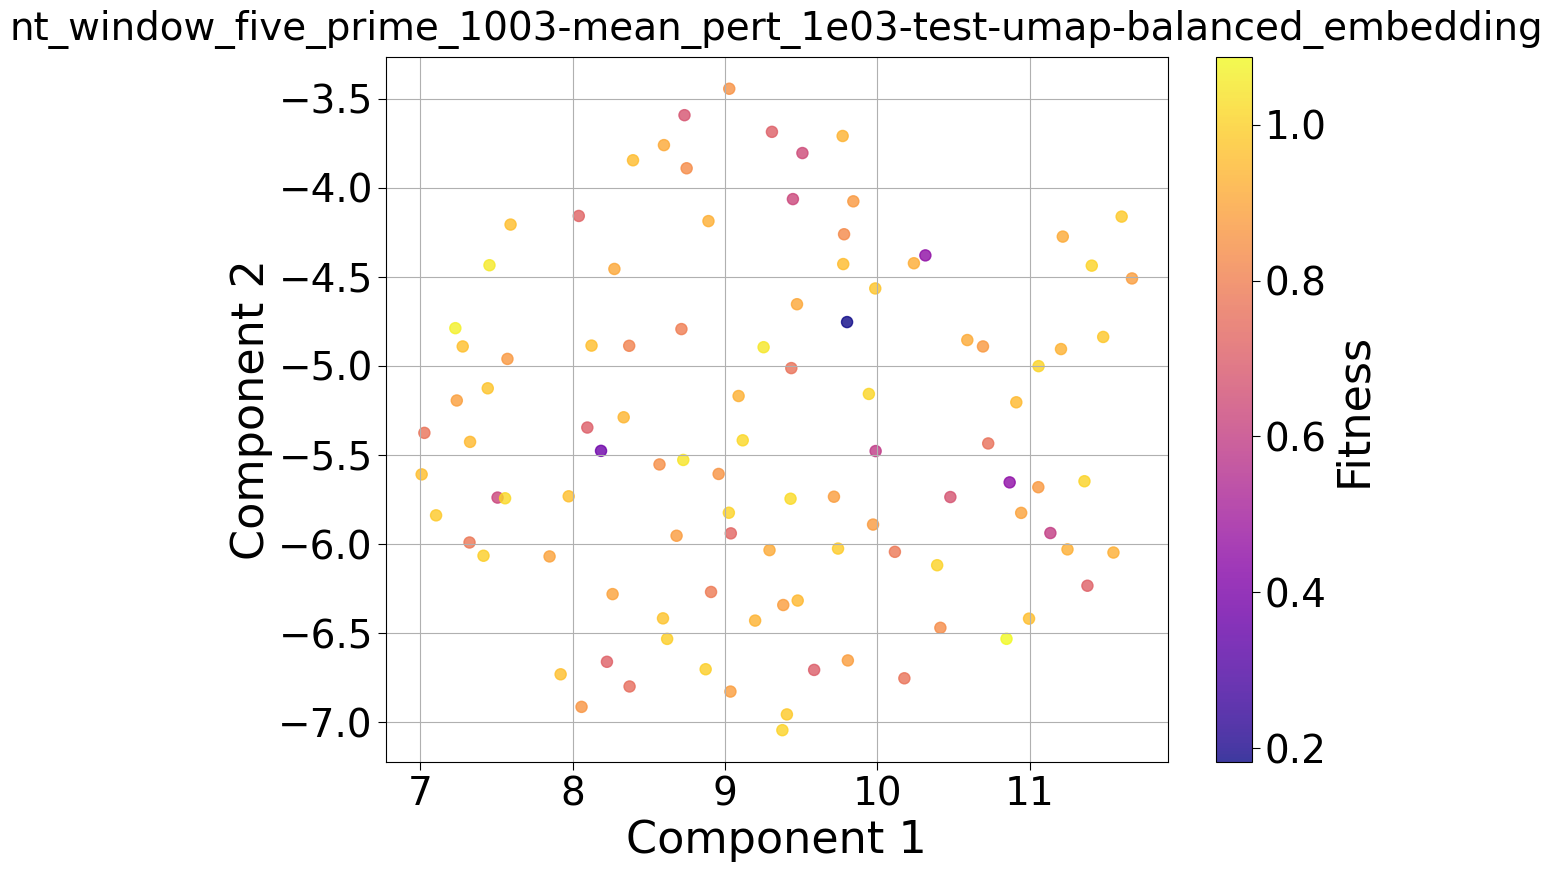 nt_window_five_prime_1003-mean_pert_1e03-test-umap-balanced_embedding
−3.5
−4.0
−4.5
−5.0
−5.5
−6.0
−6.5
−7.0
Component 2
7 8 9 10 11
Component 1
1.0
0.8
0.6
0.4
0.2
Fitness